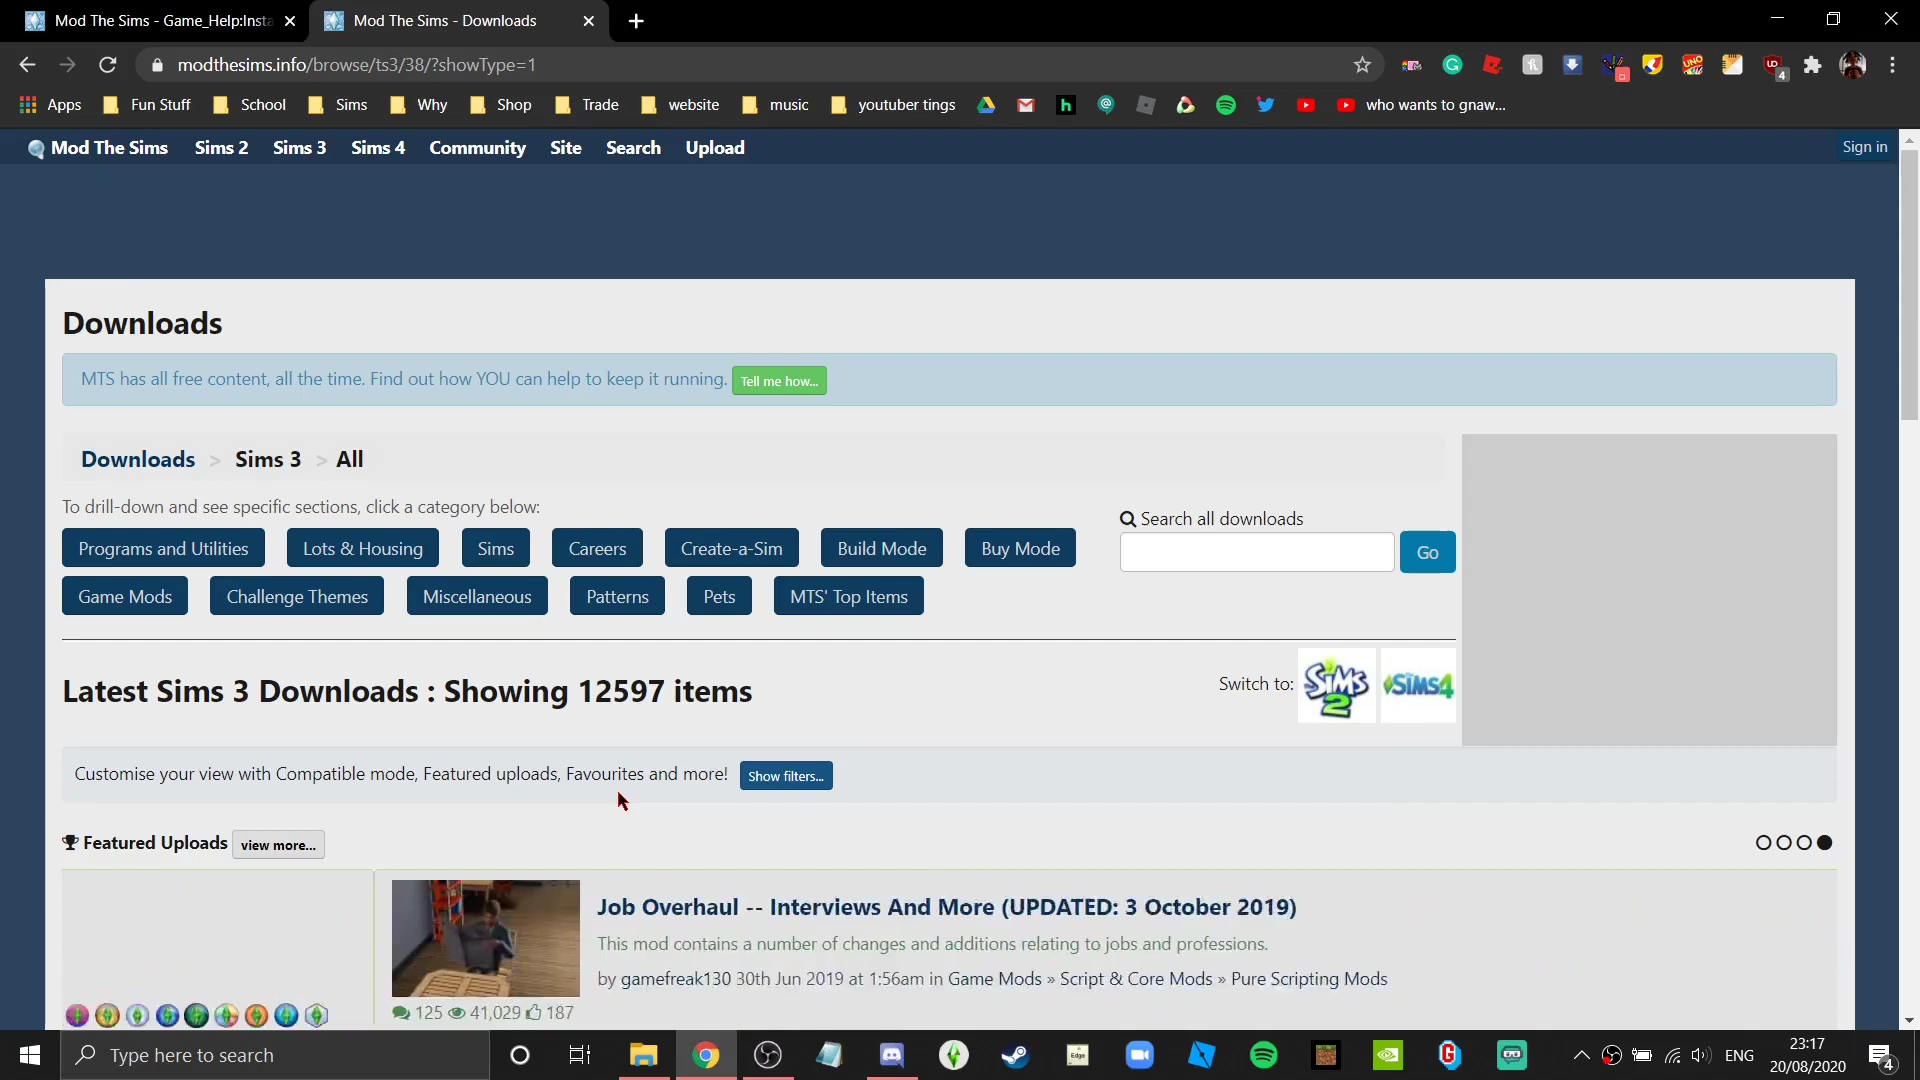 Mod The Sims - Game_Help:Insta
Mod The Sims - Downloads
modthesims.info/browse/ts3/38/?showType=1
Apps
Fun Stuff
School
Sims
Why
Shop
Trade
website
music
youtuber tings
who wants to gnaw...
Mod The Sims
Sims 2
Sims 3
Sims 4
Community
Site
Search
Upload
Sign in
Downloads
MTS has all free content, all the time. Find out how YOU can help to keep it running.
Tell me how...
Downloads > Sims 3 > All
To drill-down and see specific sections, click a category below:
Search all downloads
Programs and Utilities
Lots & Housing
Sims
Careers
Create-a-Sim
Build Mode
Buy Mode
Go
Game Mods
Challenge Themes
Miscellaneous
Patterns
Pets
MTS' Top Items
Latest Sims 3 Downloads : Showing 12597 items
Switch to:
SIMS 2
SIMS4
Customise your view with Compatible mode, Featured uploads, Favourites and more!
Show filters...
Featured Uploads
view more...
Job Overhaul -- Interviews And More (UPDATED: 3 October 2019)
This mod contains a number of changes and additions relating to jobs and professions.
by gamefreak130 30th Jun 2019 at 1:56am in Game Mods » Script & Core Mods » Pure Scripting Mods
125 41,029 187
Type here to search
ENG
23:17
20/08/2020
4